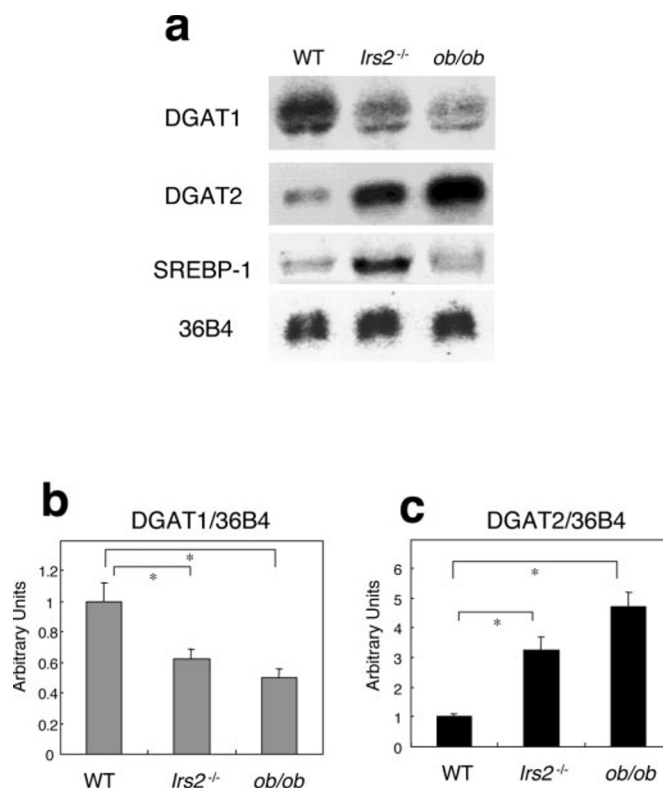 a
WT Irs2-/- ob/ob
DGAT1
DGAT2
SREBP-1
36B4
b
DGAT1/36B4
Arbitrary Units
1.2
1
0.8
0.6
0.4
0.2
0
*
*
WT Irs2-/- ob/ob
c
DGAT2/36B4
Arbitrary Units
6
5
4
3
2
1
0
*
*
WT Irs2-/- ob/ob